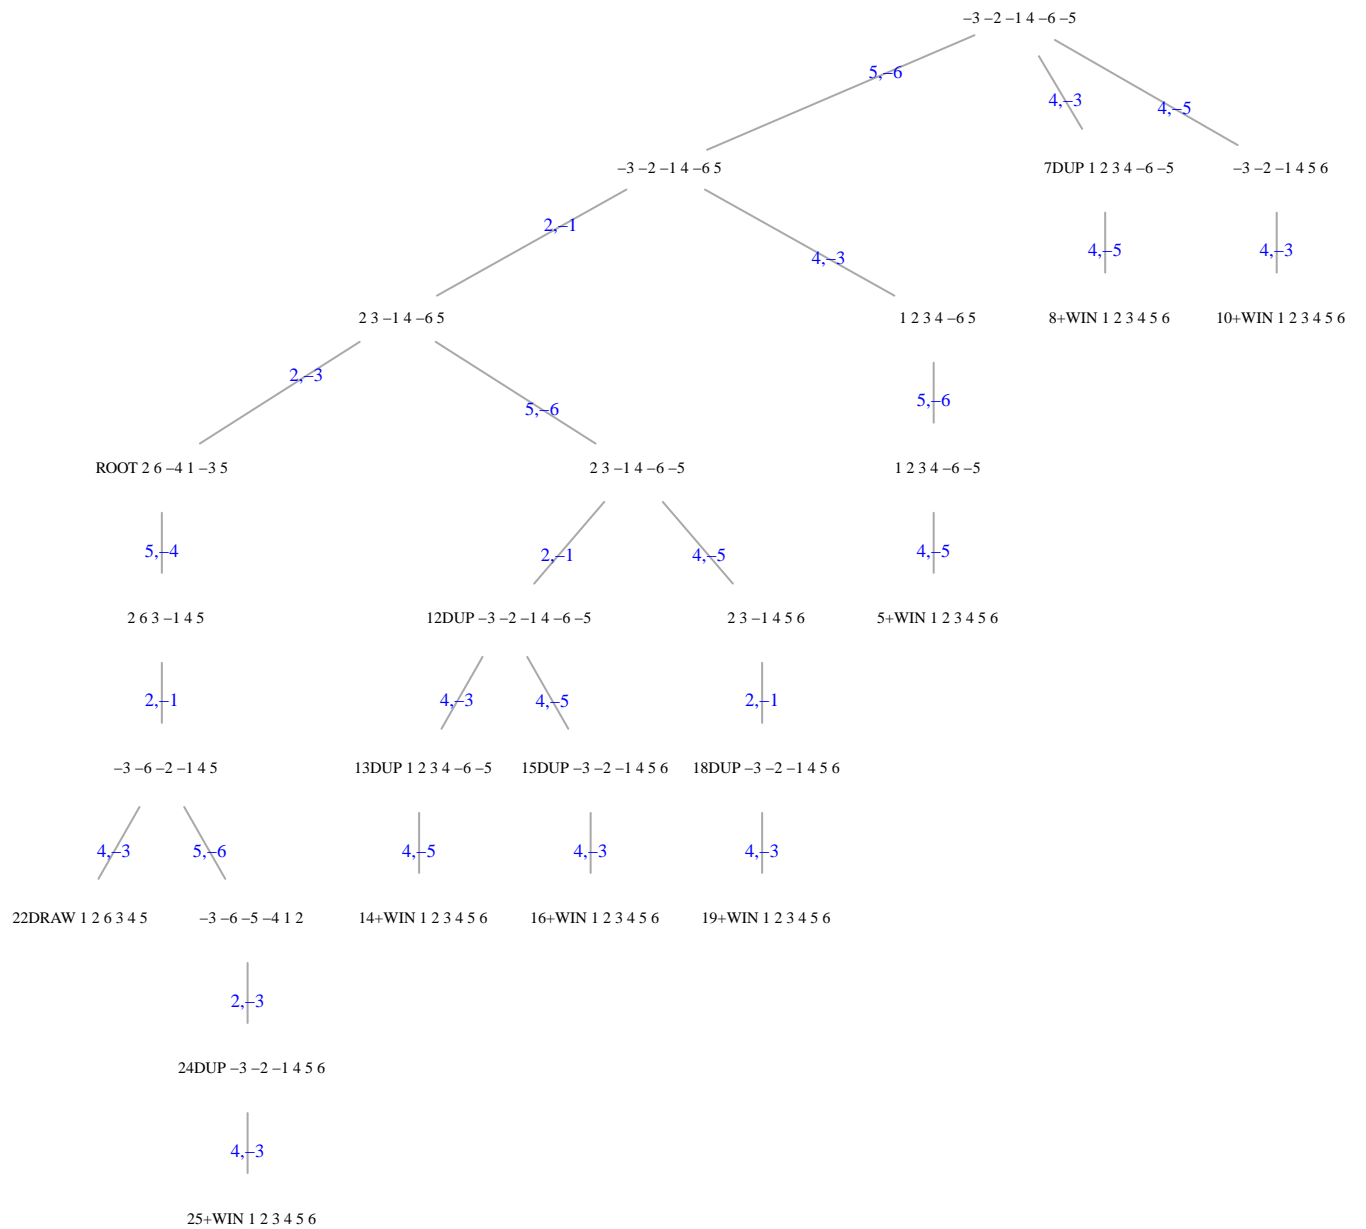 −3 −2 −1 4 −6 −5
5,−6
4,−3
4,−5
−3 −2 −1 4 −6 5
7DUP 1 2 3 4 −6 −5
−3 −2 −1 4 5 6
2,−1
4,−3
4,−5
4,−3
2 3 −1 4 −6 5
1 2 3 4 −6 5
8+WIN 1 2 3 4 5 6
10+WIN 1 2 3 4 5 6
2,−3
5,−6
5,−6
ROOT 2 6 −4 1 −3 5
2 3 −1 4 −6 −5
1 2 3 4 −6 −5
5,−4
2,−1
4,−5
4,−5
2 6 3 −1 4 5
12DUP −3 −2 −1 4 −6 −5
2 3 −1 4 5 6
5+WIN 1 2 3 4 5 6
2,−1
4,−3
4,−5
2,−1
−3 −6 −2 −1 4 5
13DUP 1 2 3 4 −6 −5
15DUP −3 −2 −1 4 5 6
18DUP −3 −2 −1 4 5 6
4,−3
5,−6
4,−5
4,−3
4,−3
22DRAW 1 2 6 3 4 5
−3 −6 −5 −4 1 2
14+WIN 1 2 3 4 5 6
16+WIN 1 2 3 4 5 6
19+WIN 1 2 3 4 5 6
2,−3
24DUP −3 −2 −1 4 5 6
4,−3
25+WIN 1 2 3 4 5 6